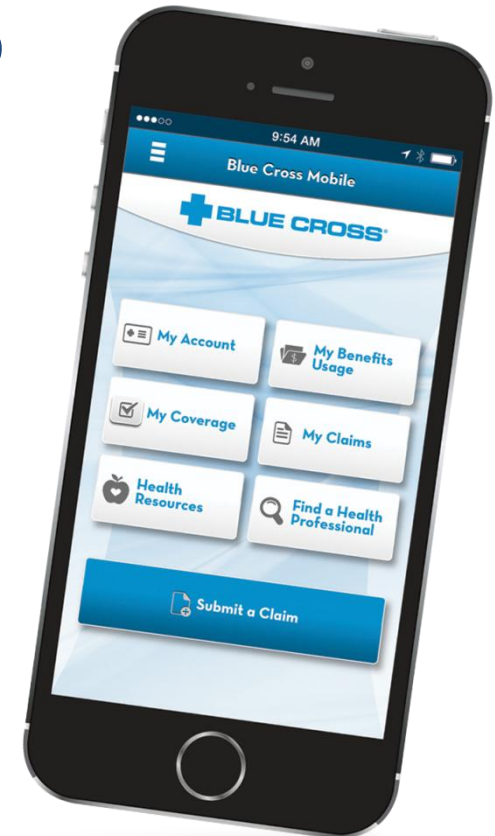 9:54 AM
Blue Cross Mobile
BLUE CROSS®
My Account
My Benefits
Usage
My Coverage
My Claims
Health
Resources
Find a Health
Professional
Submit a Claim